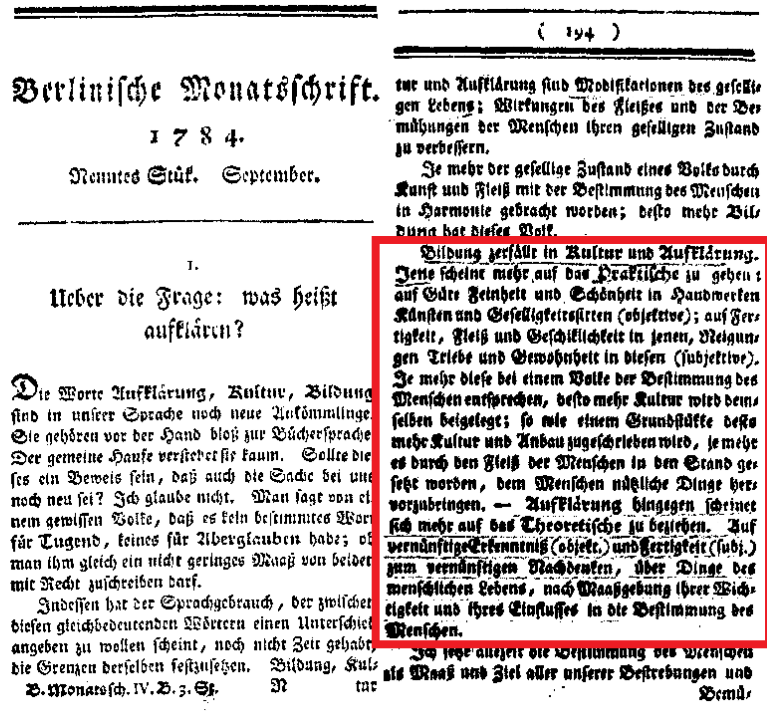 Berlinische Monatsschrift.
1784.
Neuntes Stük. September.
1.
Ueber die Frage: was heißt
aufklären?
Die Worte Aufklärung, Kultur, Bildung
sind in unsrer Sprache noch neue Ankömmlinge.
Sie gehören vor der Hand bloß zur Büchersprache.
Der gemeine Haufe verstehet sie kaum. Sollte die-
ses ein Beweis sein, daß auch die Sache bei uns
noch neu sei? Ich glaube nicht. Man sagt von ei-
nem gewissen Volke, daß es kein bestimmtes Wort
für Tugend, keines für Aberglauben habe; ob
man ihm gleich ein nicht geringes Maaß von beiden
mit Recht zuschreiben darf.
Indessen hat der Sprachgebrauch, der zwischen
diesen gleichbedeutenden Wörtern einen Unterschied
angeben zu wollen scheint, noch nicht Zeit gehabt,
die Grenzen derselben festzusetzen. Bildung, Kul-
B. Monatssch. IV. B. 3. St. N tur
( 194 )
tur und Aufklärung sind Modifikationen des geselli-
gen Lebens; Wirkungen des Fleißes und der Be-
mühungen der Menschen ihren geselligen Zustand
zu verbessern.
Je mehr der gesellige Zustand eines Volks durch
Kunst und Fleiß mit der Bestimmung des Menschen
in Harmonie gebracht worden; desto mehr Bil-
dung hat dieses Volk.
Bildung zerfällt in Kultur und Aufklärung.
Jene scheint mehr auf das Praktische zu gehen:
auf Güte Feinheit und Schönheit in Handwerken
Künsten und Geselligkeitssitten (objektive); auf Fer-
tigkeit, Fleiß und Geschiklichkeit in jenen, Neigun-
gen Triebe und Gewohnheit in diesen (subjektive).
Je mehr diese bei einem Volke der Bestimmung des
Menschen entsprechen, desto mehr Kultur wird dem-
selben beigelegt; so wie einem Grundstükke desto
mehr Kultur und Anbau zugeschrieben wird, je mehr
es durch den Fleiß der Menschen in den Stand ge-
setzt worden, dem Menschen nützliche Dinge her-
vorzubringen. — Aufklärung hingegen scheinet
sich mehr auf das Theoretische zu beziehen. Auf
vernünftige Erkenntniß (objekt.) und Fertigkeit (subj.)
zum vernünftigen Nachdenken, über Dinge des
menschlichen Lebens, nach Maaßgebung ihrer Wich-
tigkeit und ihres Einflusses in die Bestimmung des
Menschen.
Ich setze allezeit die Bestimmung des Menschen
als Maaß und Ziel aller unserer Bestrebungen und
Bemü-